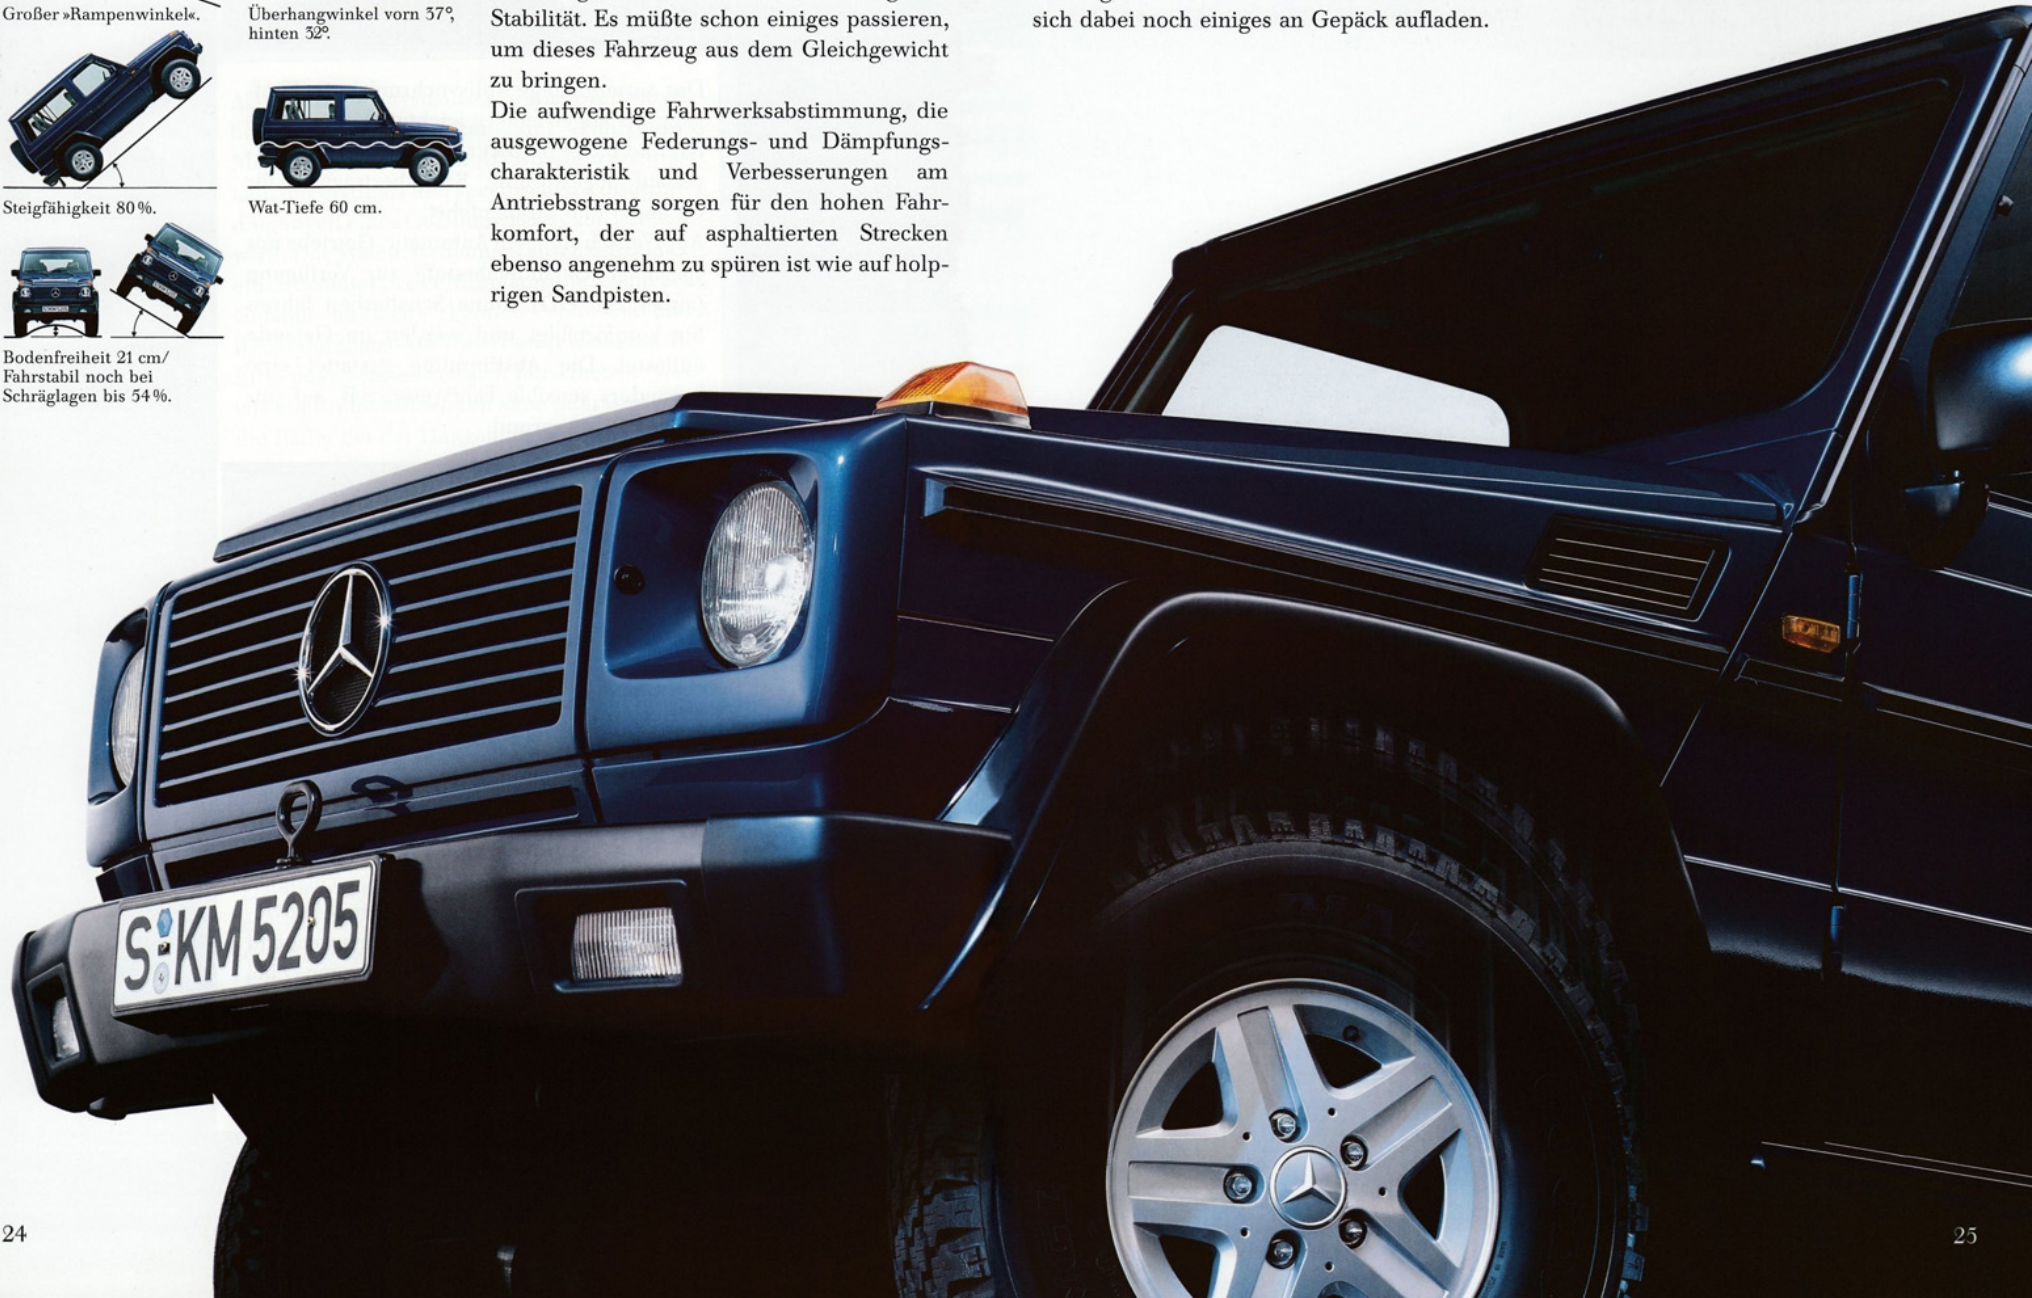 Großer »Rampenwinkel«.
Überhangwinkel vorn 37°,
hinten 32°.
Steigfähigkeit 80%.
Wat-Tiefe 60 cm.
Bodenfreiheit 21 cm/
Fahrstabil noch bei
Schräglagen bis 54%.
Stabilität. Es müßte schon einiges passieren,
um dieses Fahrzeug aus dem Gleichgewicht
zu bringen.
Die aufwendige Fahrwerksabstimmung, die
ausgewogene Federungs- und Dämpfungs-
charakteristik und Verbesserungen am
Antriebsstrang sorgen für den hohen Fahr-
komfort, der auf asphaltierten Strecken
ebenso angenehm zu spüren ist wie auf holp-
rigen Sandpisten.
sich dabei noch einiges an Gepäck aufladen.
S KM 5205
24
25